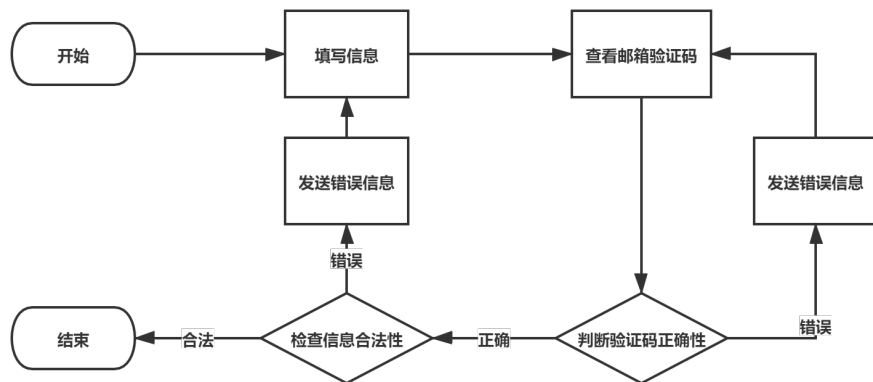 开始
填写信息
查看邮箱验证码
发送错误信息
发送错误信息
错误
结束
合法
检查信息合法性
正确
判断验证码正确性
错误